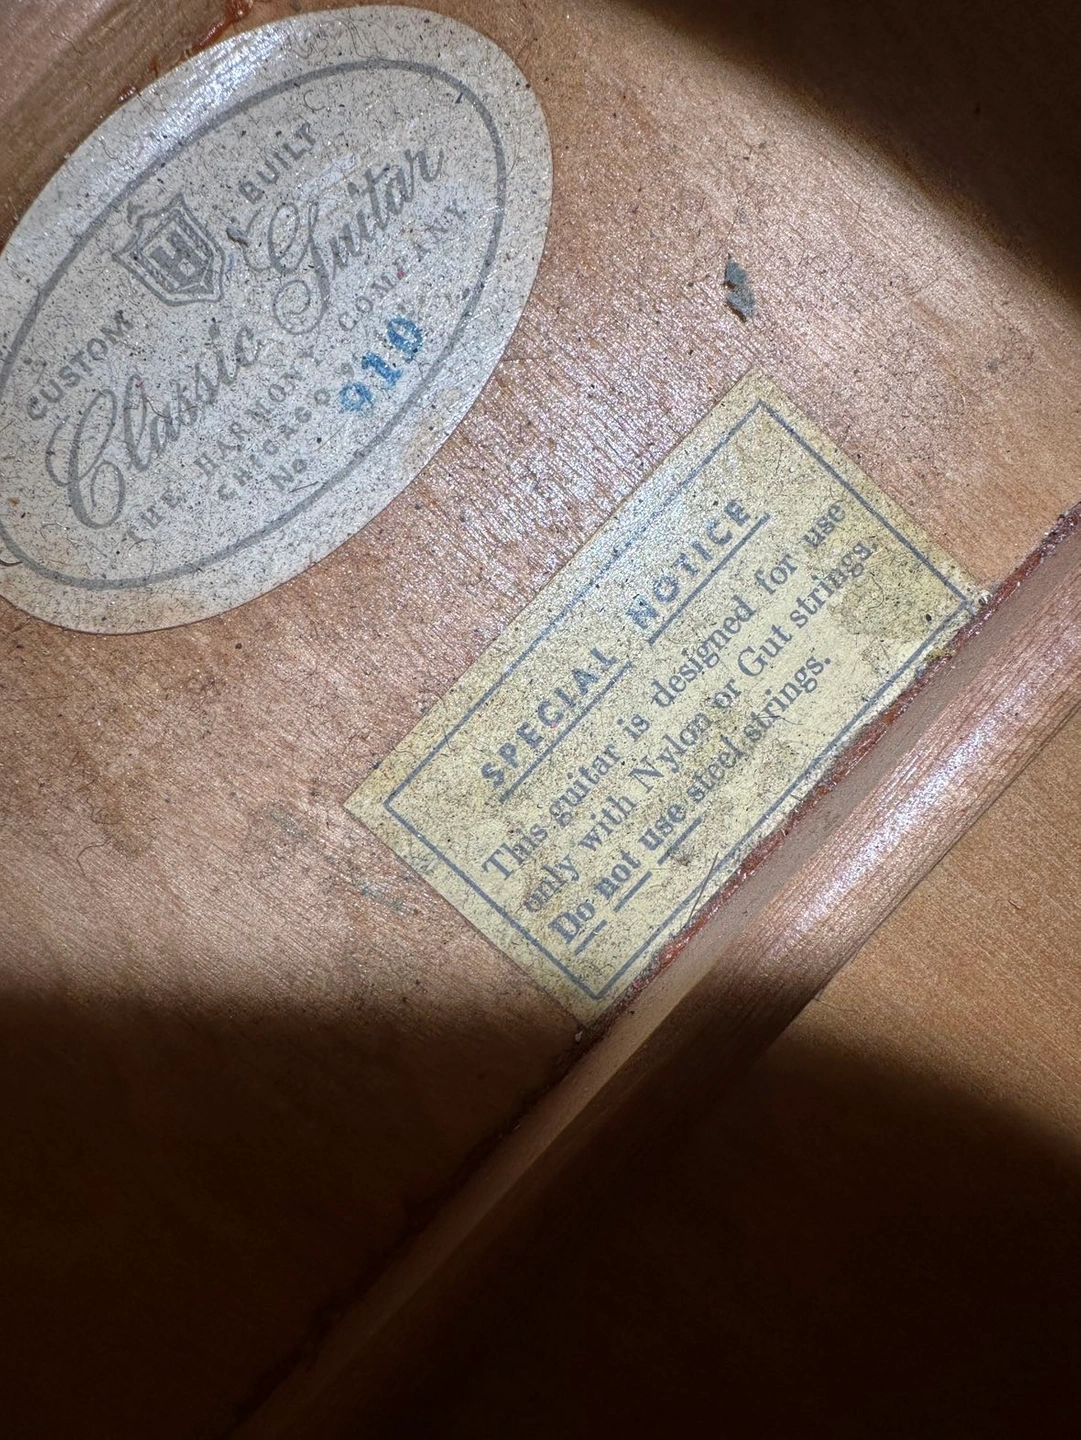 CUSTOM H BUILT
Classic Guitar
THE HARMONY COMPANY
CHICAGO
No. 910
SPECIAL NOTICE
This guitar is designed for use
only with Nylon or Gut strings.
Do not use steel strings.